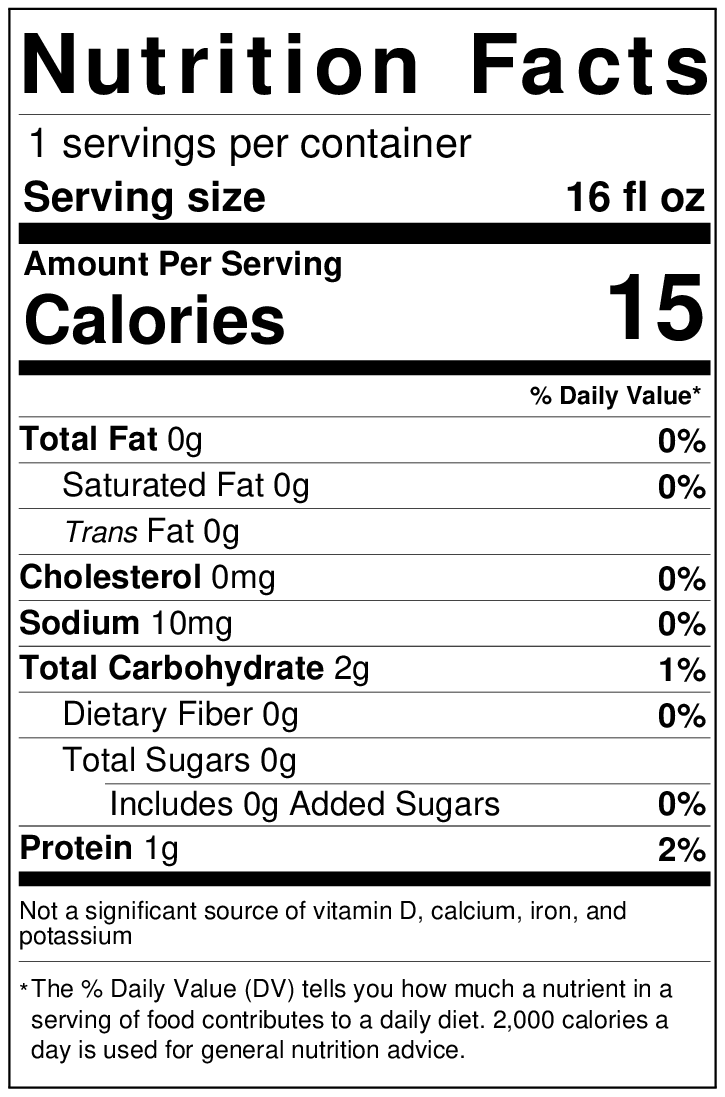 Nutrition Facts
1 servings per container
Serving size 16 fl oz
Amount Per Serving
Calories 15
% Daily Value*
Total Fat 0g 0%
Saturated Fat 0g 0%
Trans Fat 0g
Cholesterol 0mg 0%
Sodium 10mg 0%
Total Carbohydrate 2g 1%
Dietary Fiber 0g 0%
Total Sugars 0g
Includes 0g Added Sugars 0%
Protein 1g 2%
Not a significant source of vitamin D, calcium, iron, and
potassium
*The % Daily Value (DV) tells you how much a nutrient in a
serving of food contributes to a daily diet. 2,000 calories a
day is used for general nutrition advice.